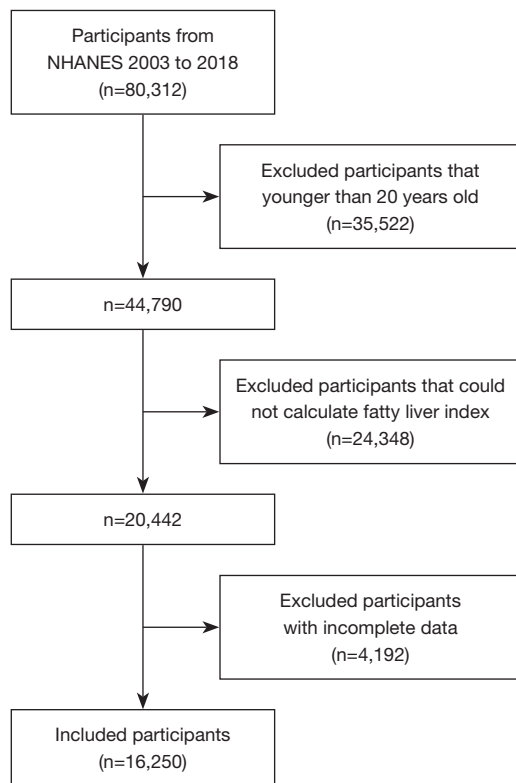 Participants from
NHANES 2003 to 2018
(n=80,312)
Excluded participants that
younger than 20 years old
(n=35,522)
n=44,790
Excluded participants that could
not calculate fatty liver index
(n=24,348)
n=20,442
Excluded participants
with incomplete data
(n=4,192)
Included participants
(n=16,250)